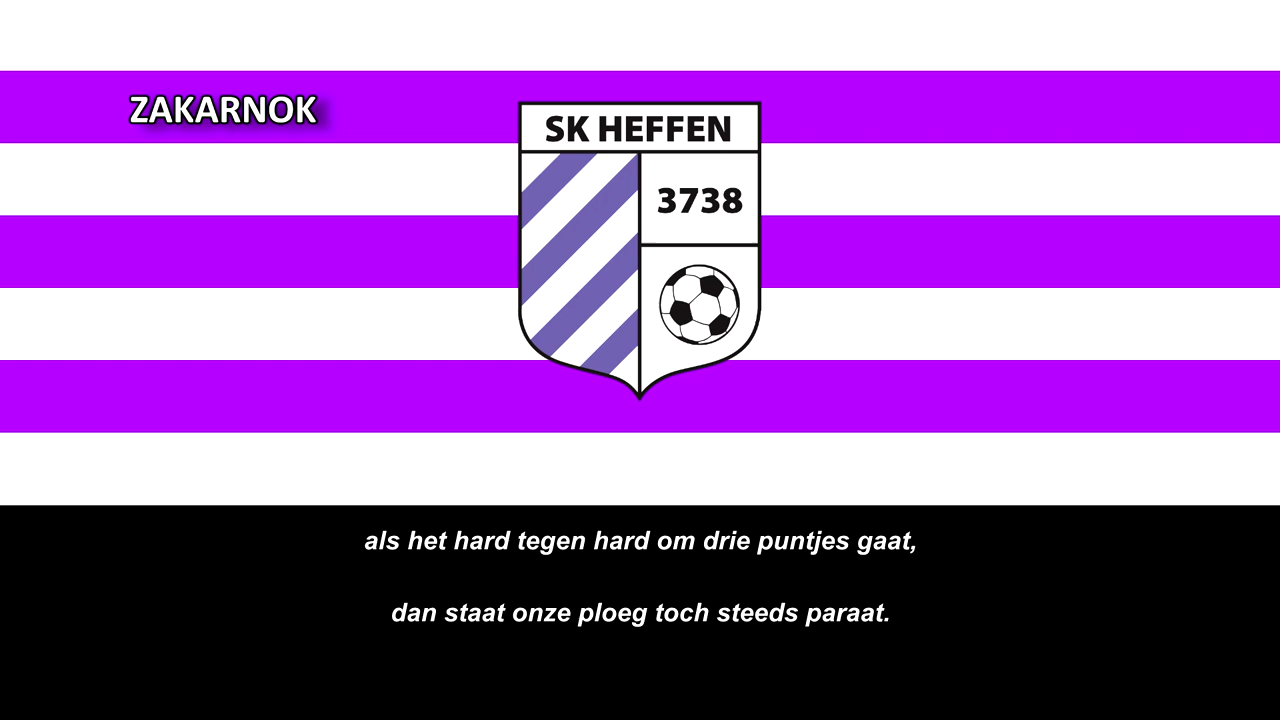 ZAKARNOK
SK HEFFEN
3738
als het hard tegen hard om drie puntjes gaat,
dan staat onze ploeg toch steeds paraat.